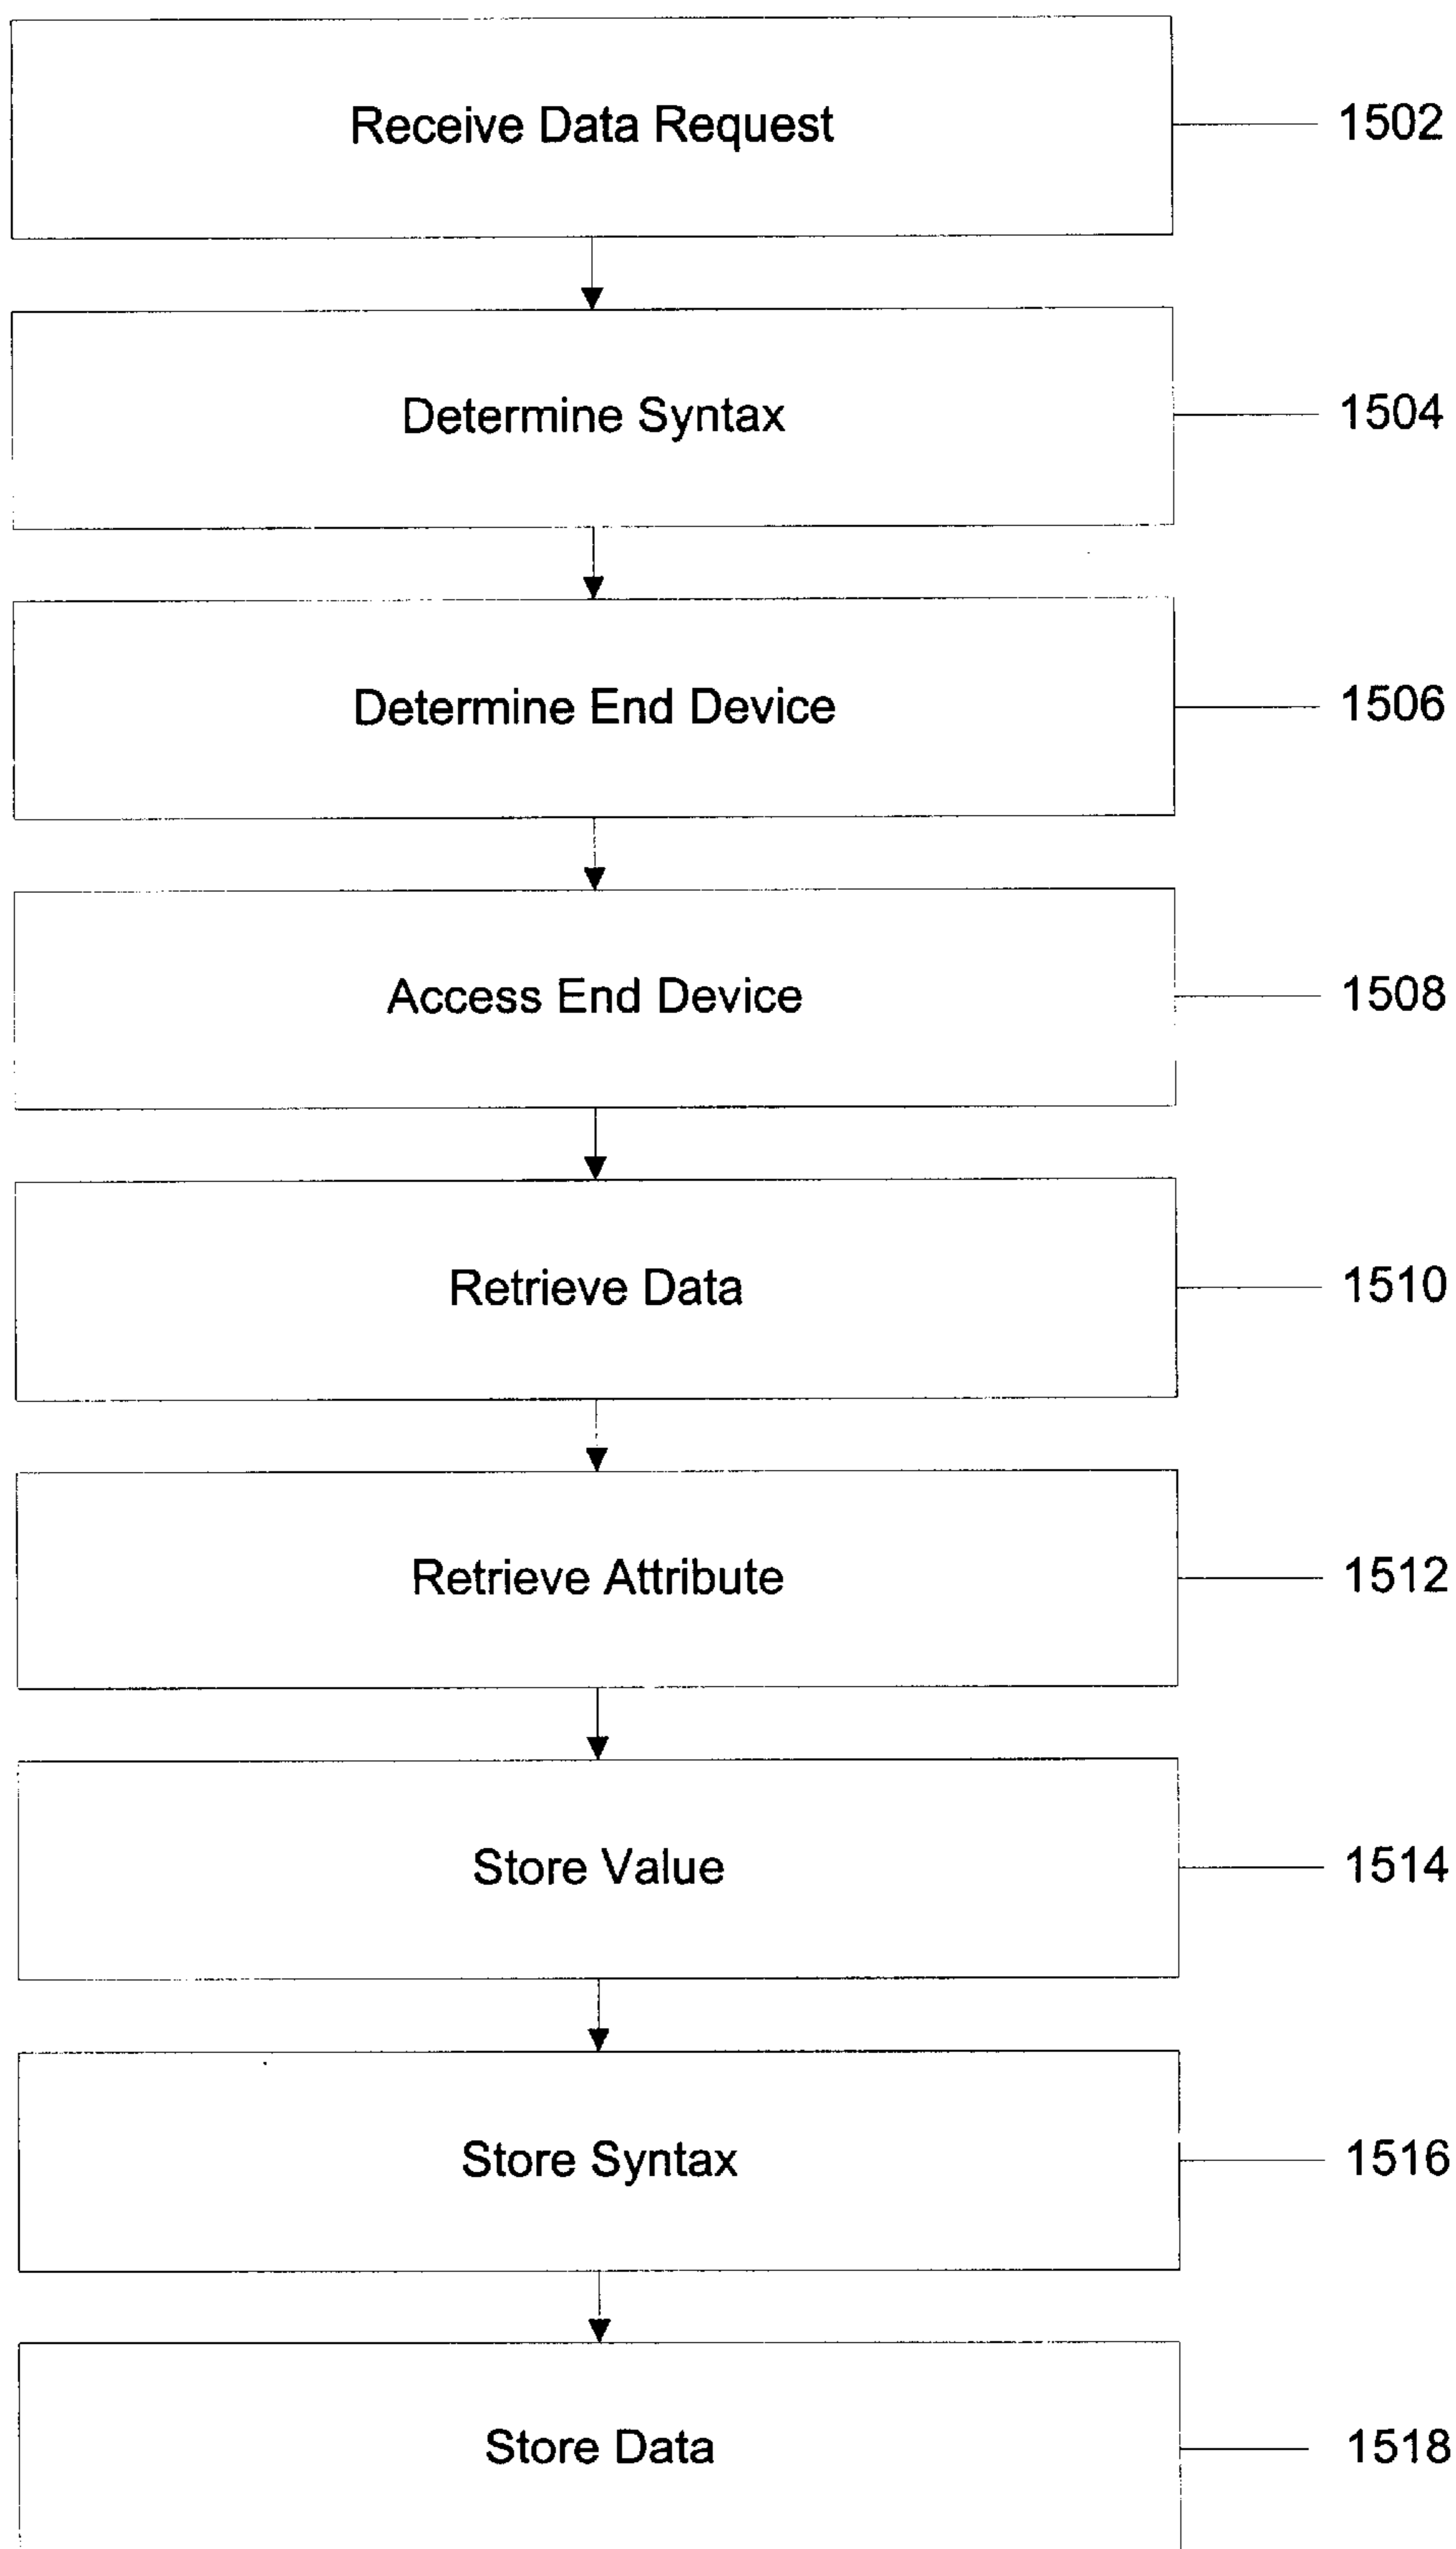 Receive Data Request 1502
Determine Syntax 1504
Determine End Device 1506
Access End Device 1508
Retrieve Data 1510
Retrieve Attribute 1512
Store Value 1514
Store Syntax 1516
Store Data 1518